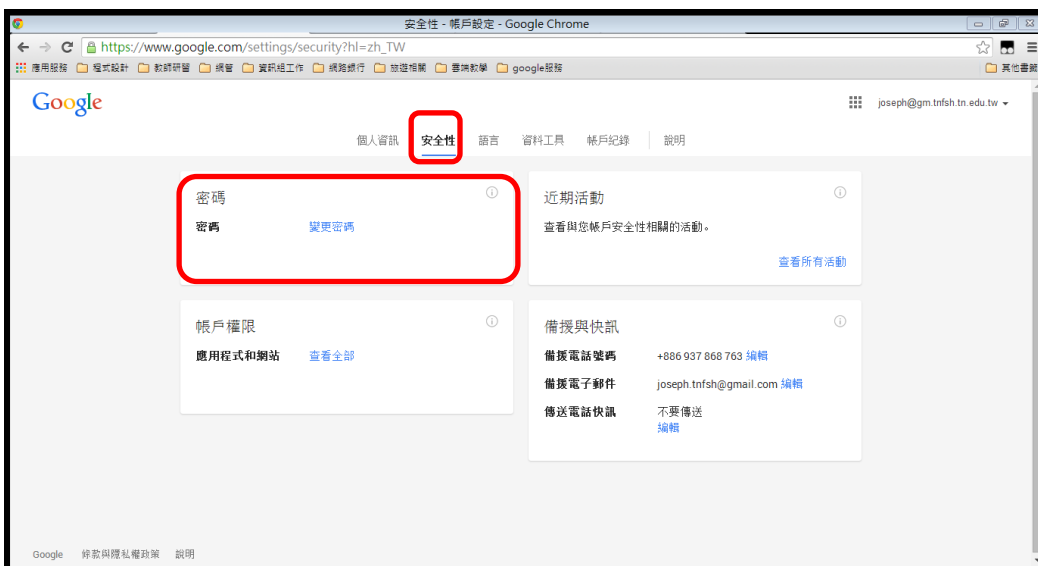 安全性 - 帳戶設定 - Google Chrome
https://www.google.com/settings/security?hl=zh_TW
應用服務 程式設計 教師研習 網管 資訊組工作 網路銀行 旅遊相關 雲端教學 google服務 其他書籤
Google joseph@gm.tnfsh.tn.edu.tw
個人資訊 安全性 語言 資料工具 帳戶紀錄 說明
密碼
密碼 變更密碼
近期活動
查看與您帳戶安全性相關的活動。
查看所有活動
帳戶權限
應用程式和網站 查看全部
備援與快訊
備援電話號碼 +886 937 868 763 編輯
備援電子郵件 joseph.tnfsh@gmail.com 編輯
傳送電話快訊 不要傳送
編輯
Google 條款與隱私權政策 說明